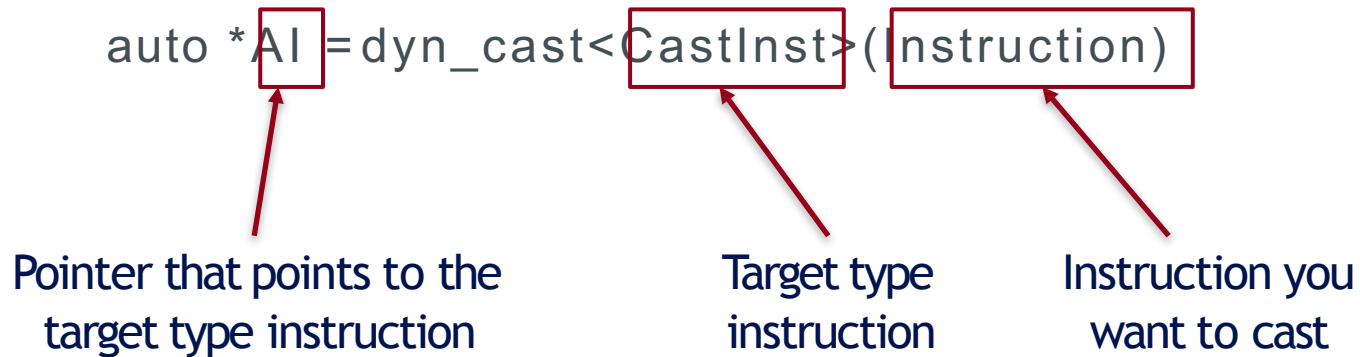 auto *AI = dyn_cast<CastInst>(Instruction)
Pointer that points to the
target type instruction
Target type
instruction
Instruction you
want to cast